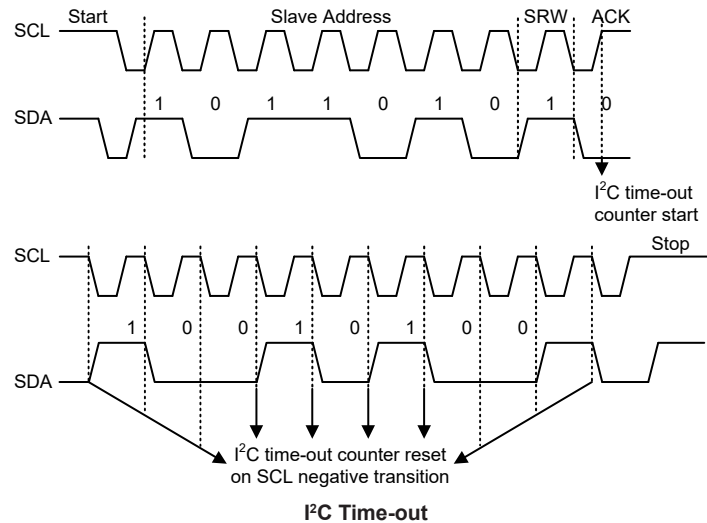 Start Slave Address SRW ACK
SCL
1 0 1 1 0 1 0 1 0
SDA
I²C time-out
counter start
Stop
SCL
1 0 0 1 0 1 0 0
SDA
I²C time-out counter reset
on SCL negative transition
I²C Time-out